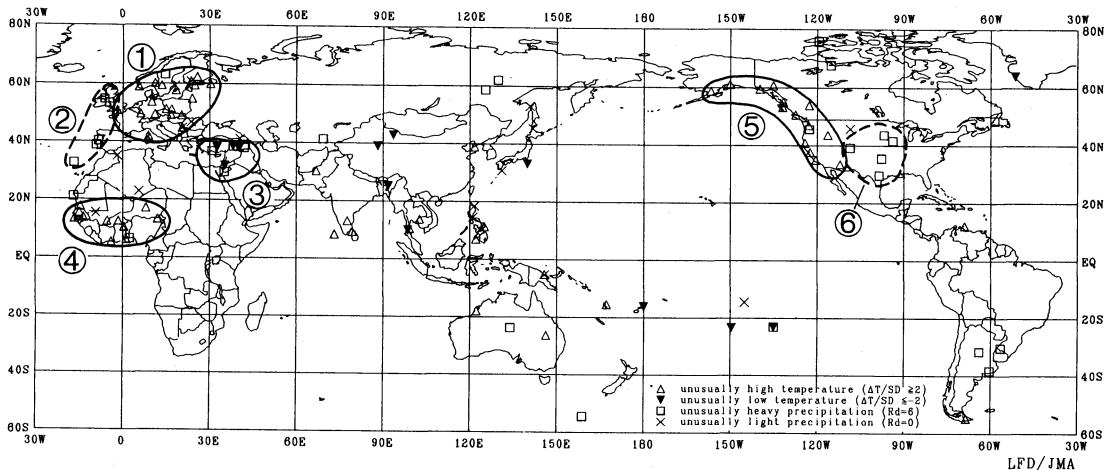 30W 0 30E 60E 90E 120E 150E 180 150W 120W 90W 60W 30W
80N 80N
60N 60N
40N 40N
20N 20N
EQ EQ
20S 20S
40S 40S
60S 60S
①
②
③
④
⑤
⑥
△ unusually high temperature (ΔT/SD ≧2)
▼ unusually low temperature (ΔT/SD ≦-2)
□ unusually heavy precipitation (Rd=6)
× unusually light precipitation (Rd=0)
30W 0 30E 60E 90E 120E 150E 180 150W 120W 90W 60W 30W
LFD/JMA